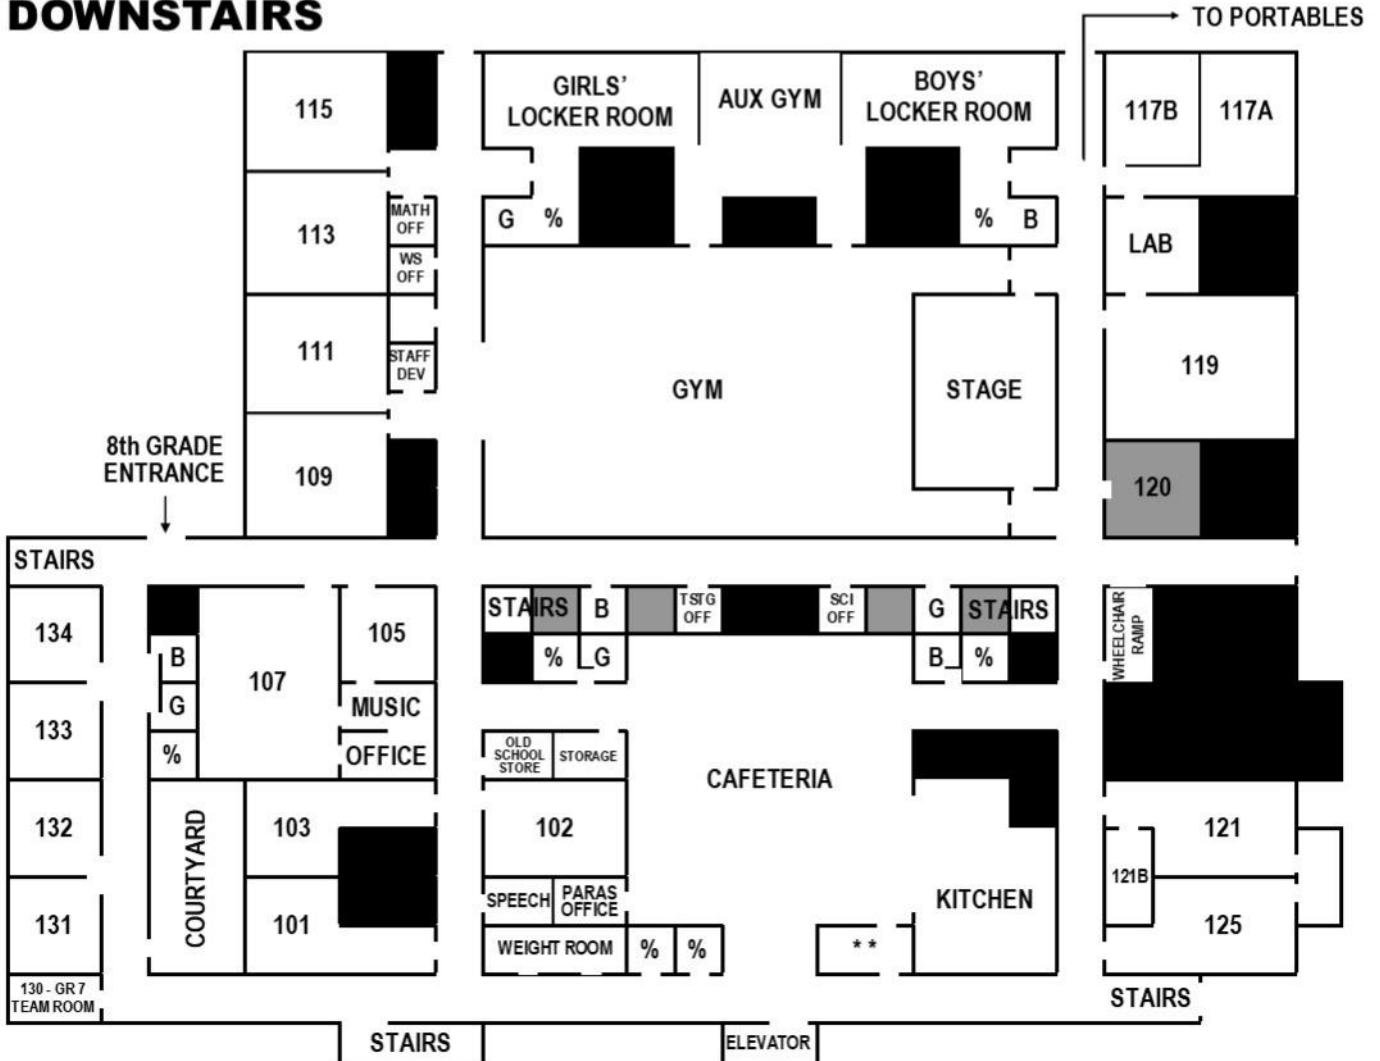 DOWNSTAIRS
TO PORTABLES
115
GIRLS'
LOCKER ROOM
AUX GYM
BOYS'
LOCKER ROOM
117B
117A
113
MATH
OFF
G
%
%
B
LAB
WS
OFF
111
STAFF
DEV
GYM
STAGE
119
8th GRADE
ENTRANCE
109
120
STAIRS
134
B
107
105
STAIRS
B
TSTG
OFF
SCI
OFF
G
STAIRS
WHEELCHAIR
RAMP
%
G
B
%
133
G
MUSIC
%
OFFICE
OLD
SCHOOL
STORE
STORAGE
CAFETERIA
132
COURTYARD
103
102
121
121B
131
101
SPEECH
PARAS
OFFICE
KITCHEN
125
WEIGHT ROOM
%
%
* *
130 - GR 7
TEAM ROOM
STAIRS
STAIRS
ELEVATOR